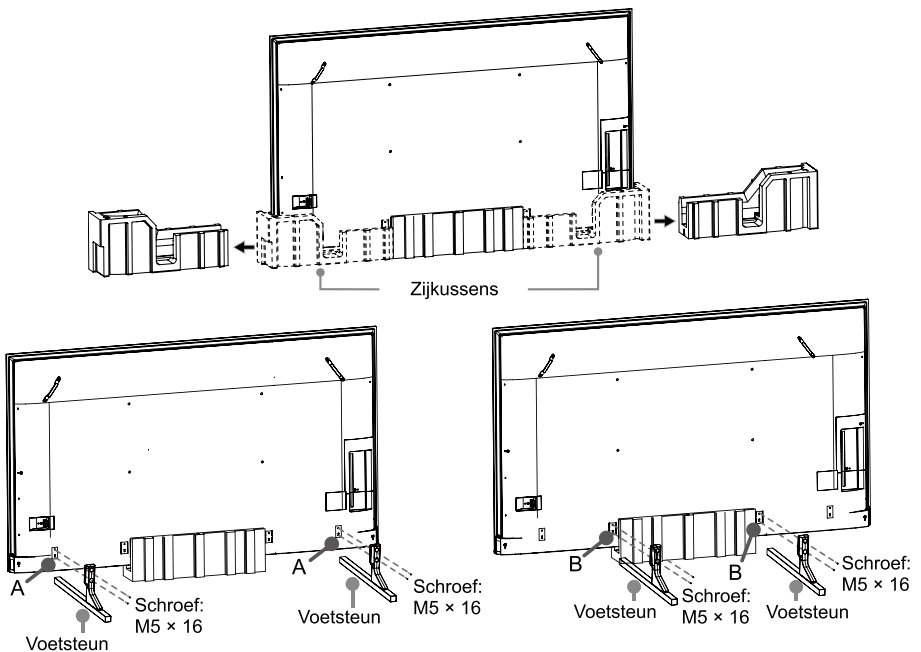 Zijkussens
A
A
Schroef:
M5 × 16
Schroef:
M5 × 16
Voetsteun
Voetsteun
B
B
Schroef:
M5 × 16
Schroef:
M5 × 16
Voetsteun
Voetsteun